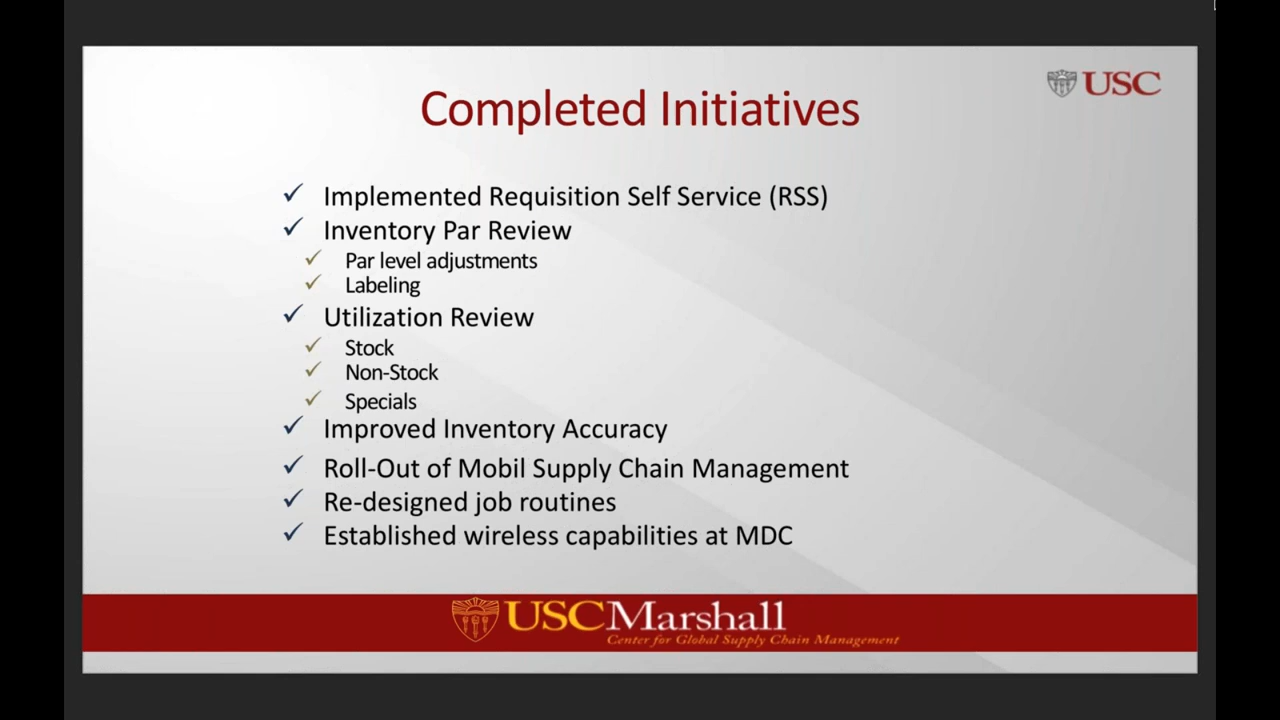 USC
Completed Initiatives
✓ Implemented Requisition Self Service (RSS)
✓ Inventory Par Review
✓ Par level adjustments
✓ Labeling
✓ Utilization Review
✓ Stock
✓ Non-Stock
✓ Specials
✓ Improved Inventory Accuracy
✓ Roll-Out of Mobil Supply Chain Management
✓ Re-designed job routines
✓ Established wireless capabilities at MDC
USCMarshall
Center for Global Supply Chain Management